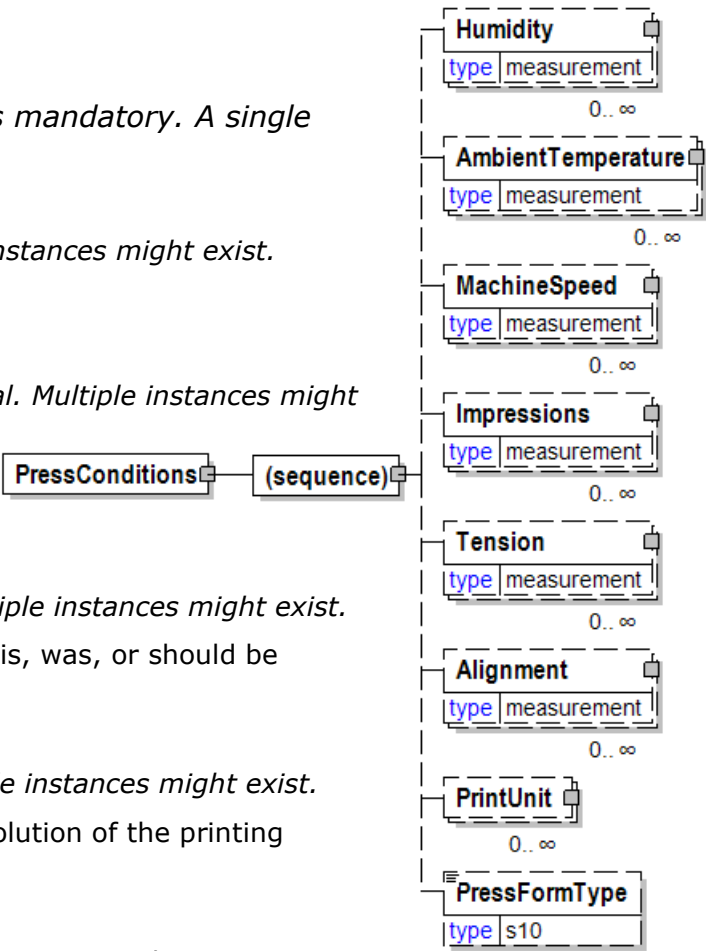 s mandatory. A single
nstances might exist.
al. Multiple instances might
iple instances might exist.
is, was, or should be
e instances might exist.
olution of the printing
PressConditions
(sequence)
Humidity
type measurement
0.. ∞
AmbientTemperature
type measurement
0.. ∞
MachineSpeed
type measurement
0.. ∞
Impressions
type measurement
0.. ∞
Tension
type measurement
0.. ∞
Alignment
type measurement
0.. ∞
PrintUnit
0.. ∞
PressFormType
type s10